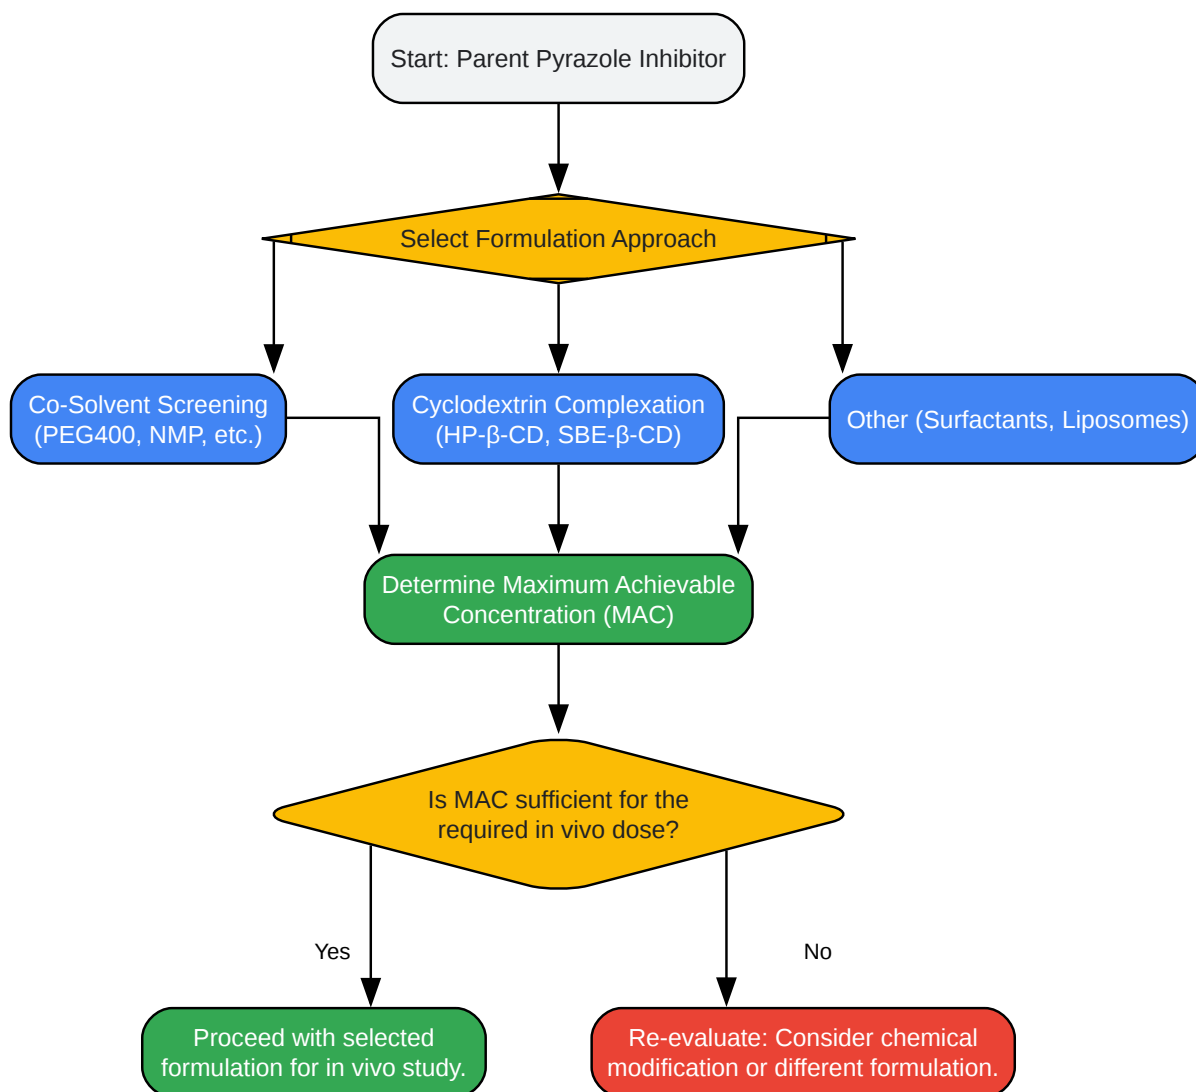 Start: Parent Pyrazole Inhibitor
Select Formulation Approach
Co-Solvent Screening
(PEG400, NMP, etc.)
Cyclodextrin Complexation
(HP-β-CD, SBE-β-CD)
Other (Surfactants, Liposomes)
Determine Maximum Achievable
Concentration (MAC)
Is MAC sufficient for the
required in vivo dose?
Yes
No
Proceed with selected
formulation for in vivo study.
Re-evaluate: Consider chemical
modification or different formulation.